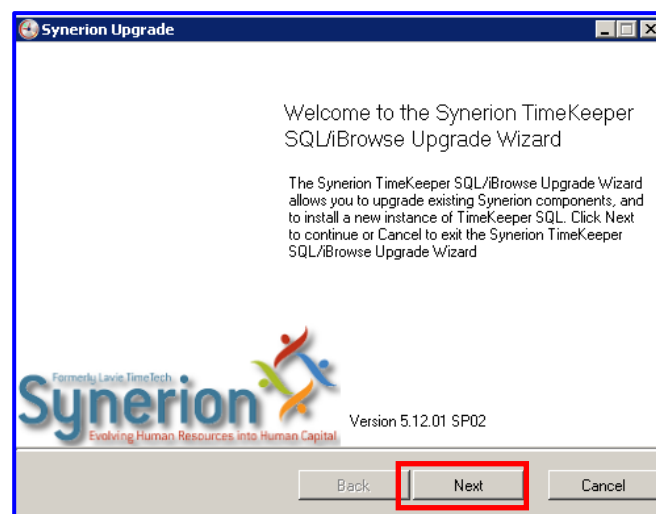 Synerion Upgrade
Welcome to the Synerion TimeKeeper
SQL/iBrowse Upgrade Wizard
The Synerion TimeKeeper SQL/iBrowse Upgrade Wizard
allows you to upgrade existing Synerion components, and
to install a new instance of TimeKeeper SQL. Click Next
to continue or Cancel to exit the Synerion TimeKeeper
SQL/iBrowse Upgrade Wizard
Formerly Lavie TimeTech
Synerion
Evolving Human Resources into Human Capital
Version 5.12.01 SP02
Back
Next
Cancel